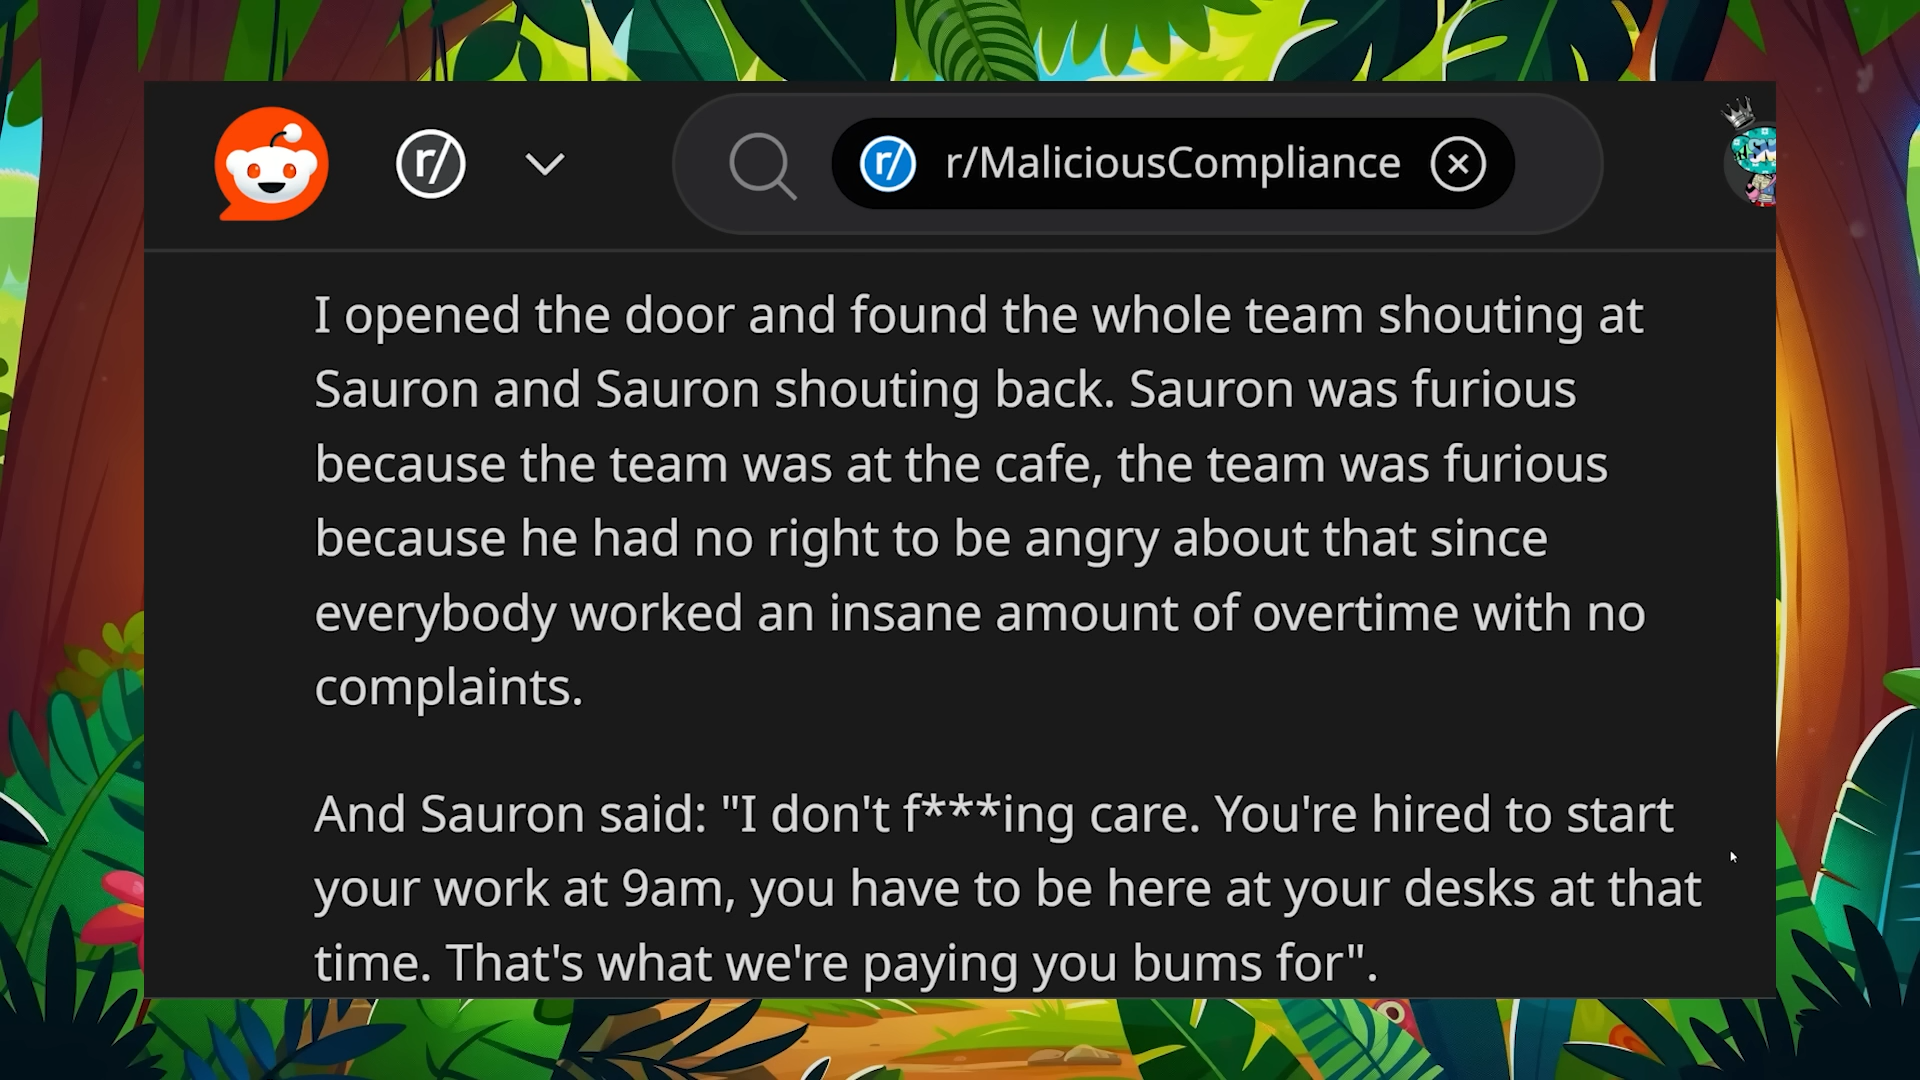 r/
r/ r/MaliciousCompliance
I opened the door and found the whole team shouting at
Sauron and Sauron shouting back. Sauron was furious
because the team was at the cafe, the team was furious
because he had no right to be angry about that since
everybody worked an insane amount of overtime with no
complaints.
And Sauron said: "I don't f***ing care. You're hired to start
your work at 9am, you have to be here at your desks at that
time. That's what we're paying you bums for".